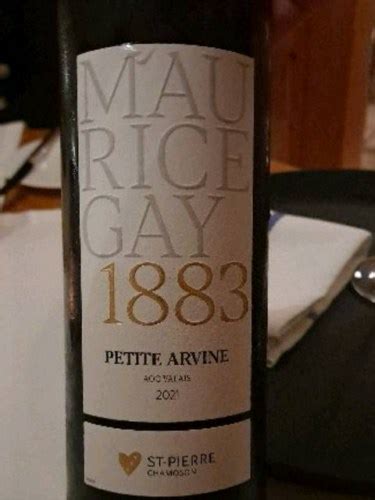 MAU
RICE
GAY
1883
PETITE ARVINE
AOC VALAIS
2021
ST-PIERRE
CHAMOSON